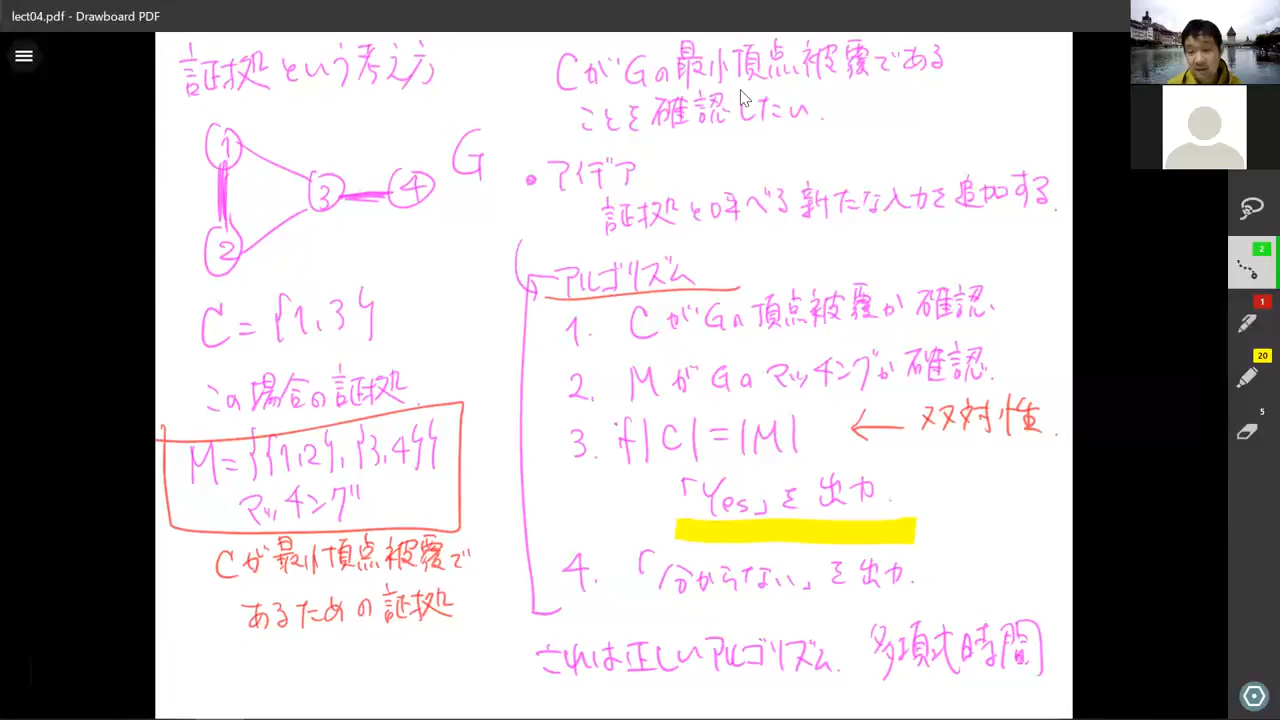 lect04.pdf - Drawboard PDF
証拠という考え方
1
2
3
4
G
C = {1, 3}
この場合の証拠
M = {{1,2}, {3,4}}
マッチング
Cが最小頂点被覆で
あるための証拠
CがGの最小頂点被覆である
ことを確認したい.
・アイデア
証拠と呼べる新たな入力を追加する.
アルゴリズム
1. CがGの頂点被覆か確認.
2. MがGのマッチングか確認.
3. if |C| = |M| ← 双対性.
「Yes」を出力.
4. 「分からない」を出力.
これは正しいアルゴリズム. 多項式時間
2
1
20
5